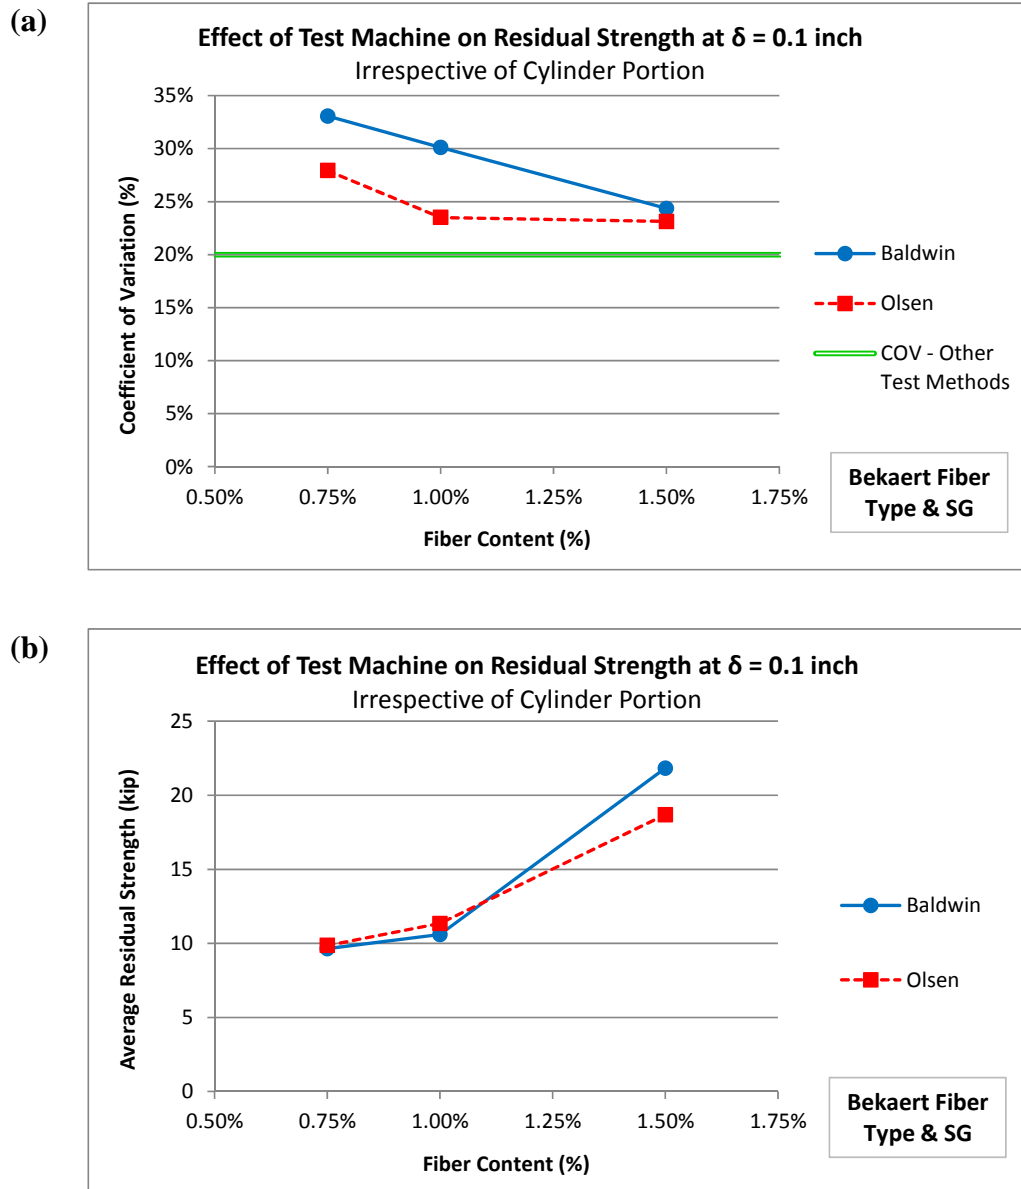 (a)
Effect of Test Machine on Residual Strength at δ = 0.1 inch
Irrespective of Cylinder Portion
35%
30%
25%
20%
15%
10%
5%
0%
Coefficient of Variation (%)
0.50%
0.75%
1.00%
1.25%
1.50%
1.75%
Fiber Content (%)
Baldwin
Olsen
COV - Other
Test Methods
Bekaert Fiber
Type & SG
(b)
Effect of Test Machine on Residual Strength at δ = 0.1 inch
Irrespective of Cylinder Portion
25
20
15
10
5
0
Average Residual Strength (kip)
0.50%
0.75%
1.00%
1.25%
1.50%
1.75%
Fiber Content (%)
Baldwin
Olsen
Bekaert Fiber
Type & SG